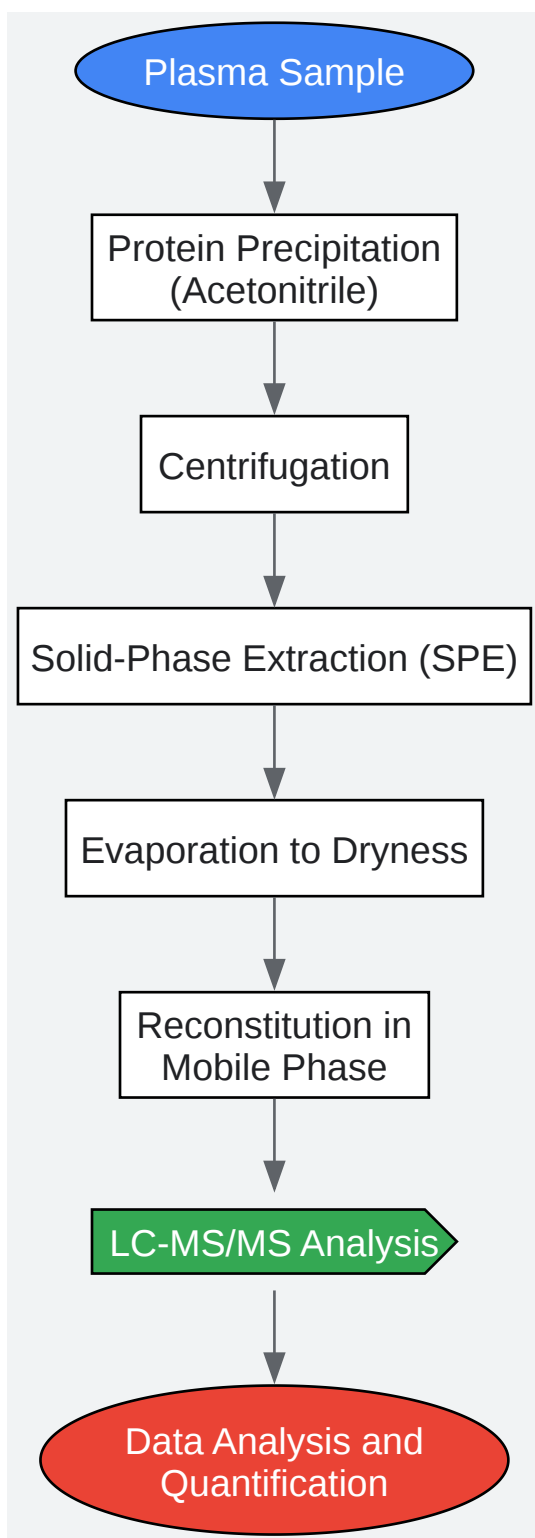 Plasma Sample
Protein Precipitation
(Acetonitrile)
Centrifugation
Solid-Phase Extraction (SPE)
Evaporation to Dryness
Reconstitution in
Mobile Phase
LC-MS/MS Analysis
Data Analysis and
Quantification